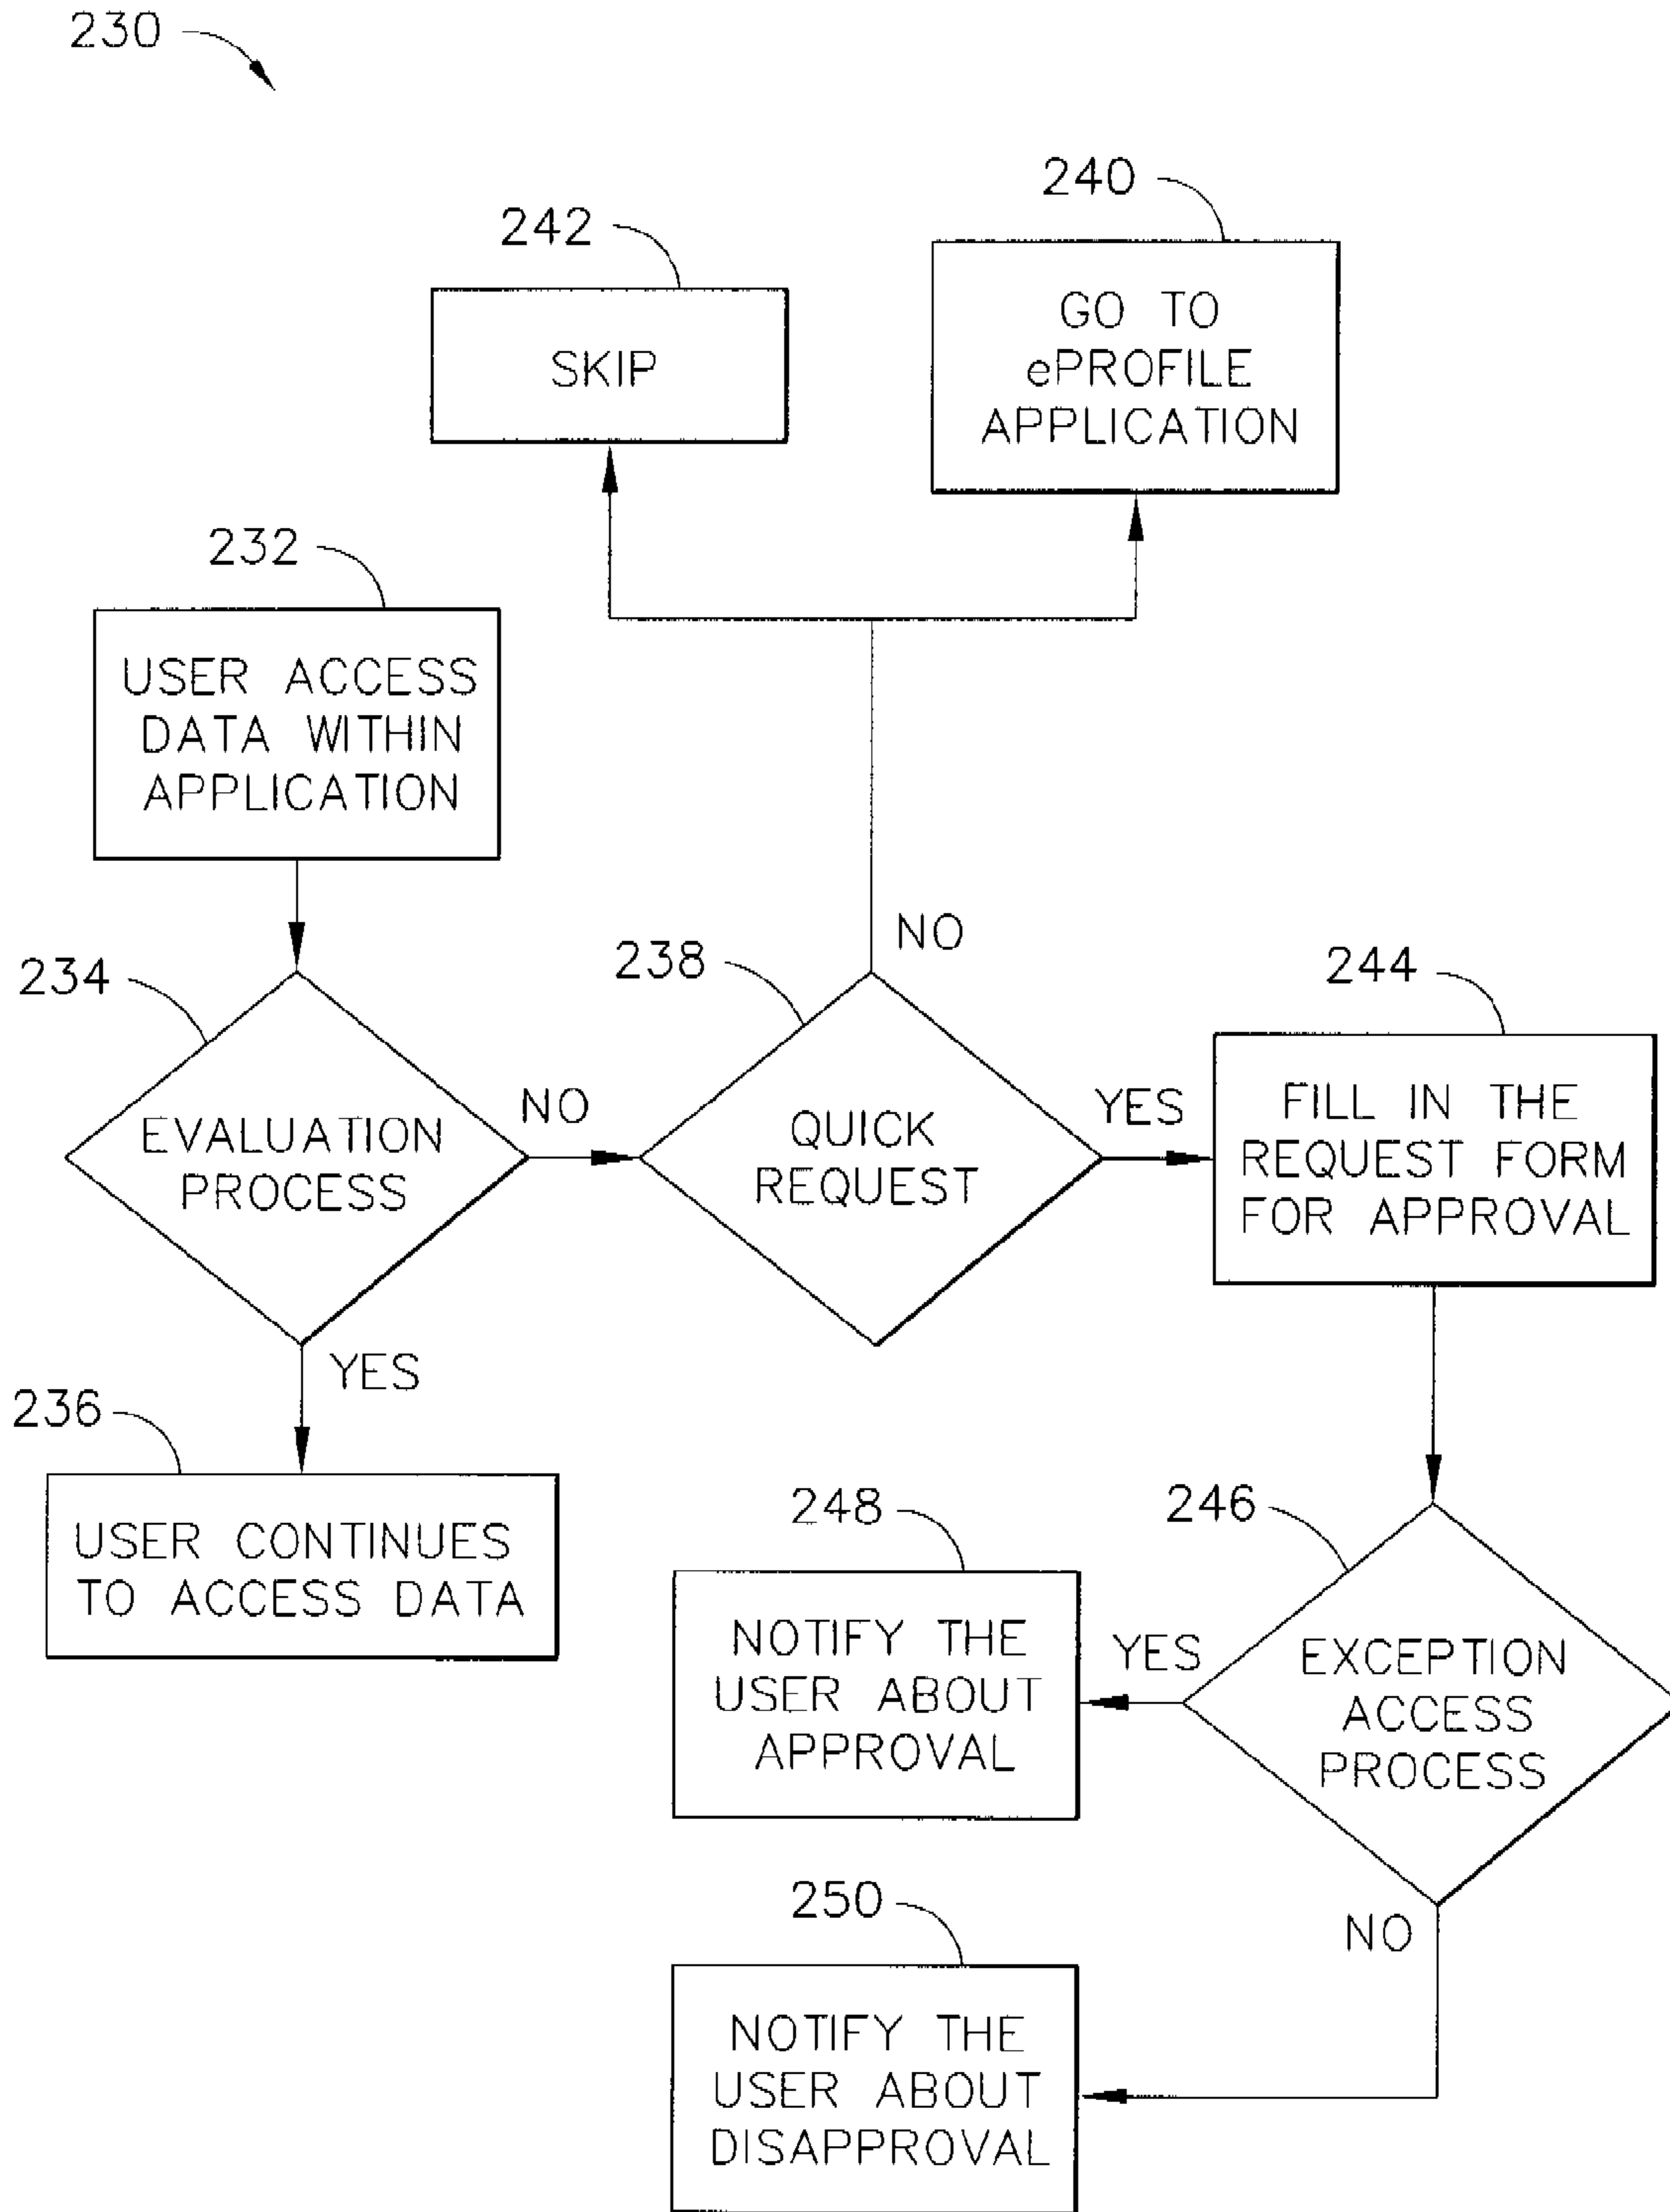 230
240
242
GO TO
ePROFILE
APPLICATION
SKIP
232
USER ACCESS
DATA WITHIN
APPLICATION
NO
234
238
244
EVALUATION
PROCESS
NO
QUICK
REQUEST
YES
FILL IN THE
REQUEST FORM
FOR APPROVAL
YES
236
USER CONTINUES
TO ACCESS DATA
248
246
NOTIFY THE
USER ABOUT
APPROVAL
YES
EXCEPTION
ACCESS
PROCESS
250
NO
NOTIFY THE
USER ABOUT
DISAPPROVAL